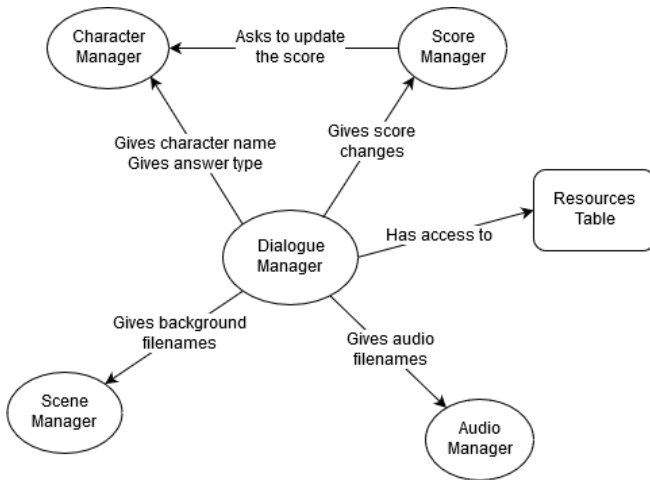 Character
Manager
Asks to update
the score
Score
Manager
Gives character name
Gives answer type
Gives score
changes
Resources
Table
Has access to
Dialogue
Manager
Gives background
filenames
Gives audio
filenames
Scene
Manager
Audio
Manager